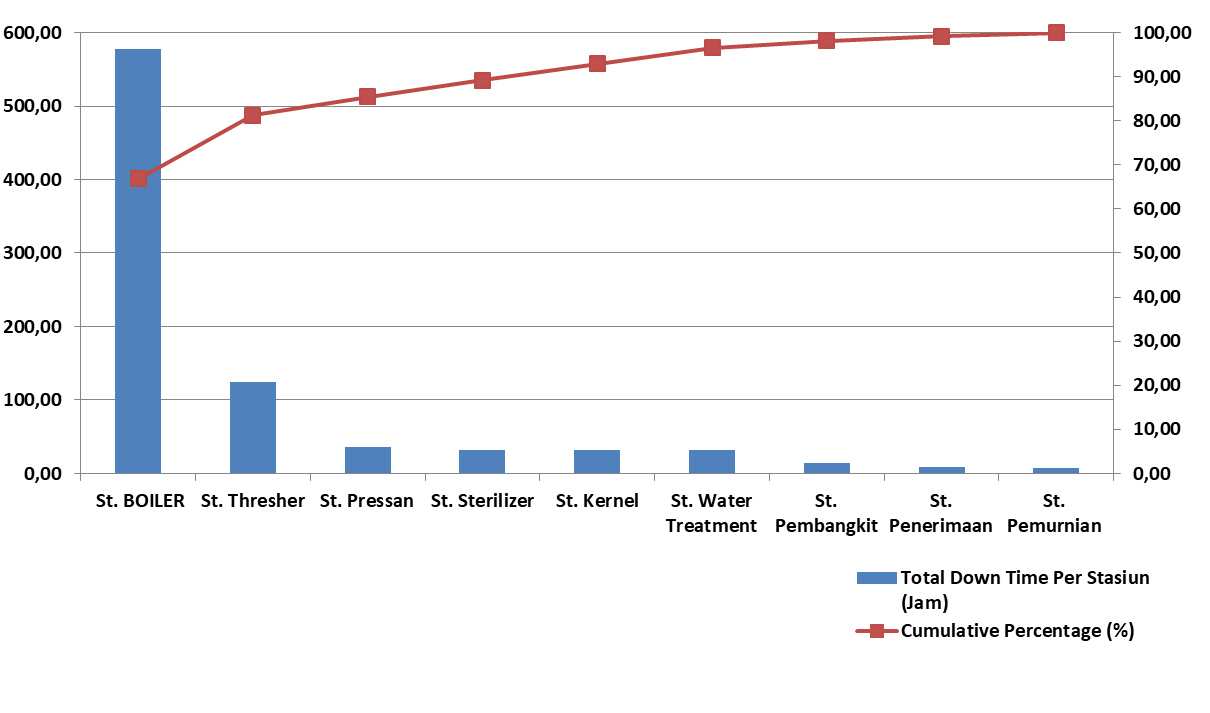 600,00
500,00
400,00
300,00
200,00
100,00
0,00
100,00
90,00
80,00
70,00
60,00
50,00
40,00
30,00
20,00
10,00
0,00
St. BOILER
St. Thresher
St. Pressan
St. Sterilizer
St. Kernel
St. Water
Treatment
St.
Pembangkit
St.
Penerimaan
St.
Pemurnian
Total Down Time Per Stasiun
(Jam)
Cumulative Percentage (%)